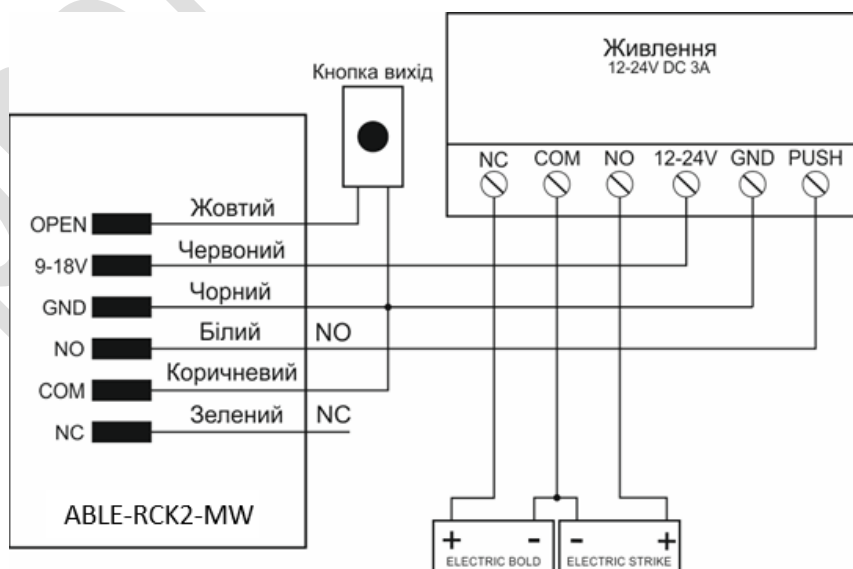 Живлення
12-24V DC 3A
Кнопка вихід
NC COM NO 12-24V GND PUSH
OPEN Жовтий
9-18V Червоний
GND Чорний
NO Білий NO
COM Коричневий
NC Зелений NC
ABLE-RCK2-MW
+ - - +
ELECTRIC BOLD ELECTRIC STRIKE